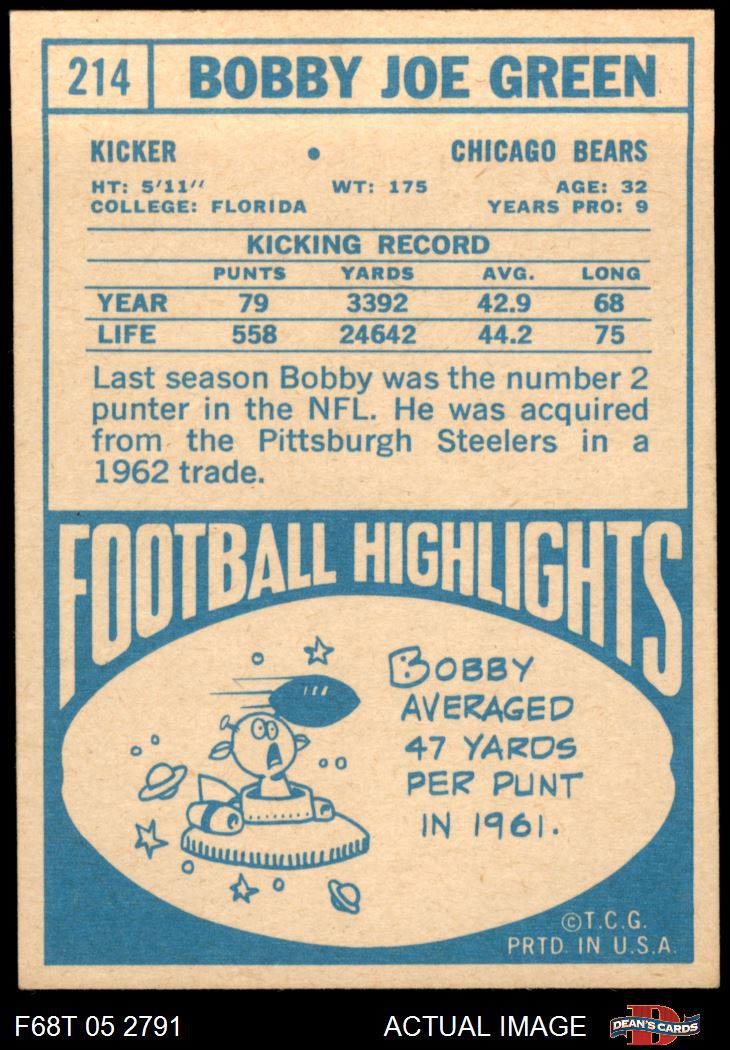 214 BOBBY JOE GREEN
KICKER • CHICAGO BEARS
HT: 5'11" WT: 175 AGE: 32
COLLEGE: FLORIDA YEARS PRO: 9
KICKING RECORD
PUNTS YARDS AVG. LONG
YEAR 79 3392 42.9 68
LIFE 558 24642 44.2 75
Last season Bobby was the number 2
punter in the NFL. He was acquired
from the Pittsburgh Steelers in a
1962 trade.
FOOTBALL HIGHLIGHTS
BOBBY
AVERAGED
47 YARDS
PER PUNT
IN 1961.
©T.C.G.
PRTD. IN U.S.A.
F68T 05 2791 ACTUAL IMAGE DEAN'S CARDS